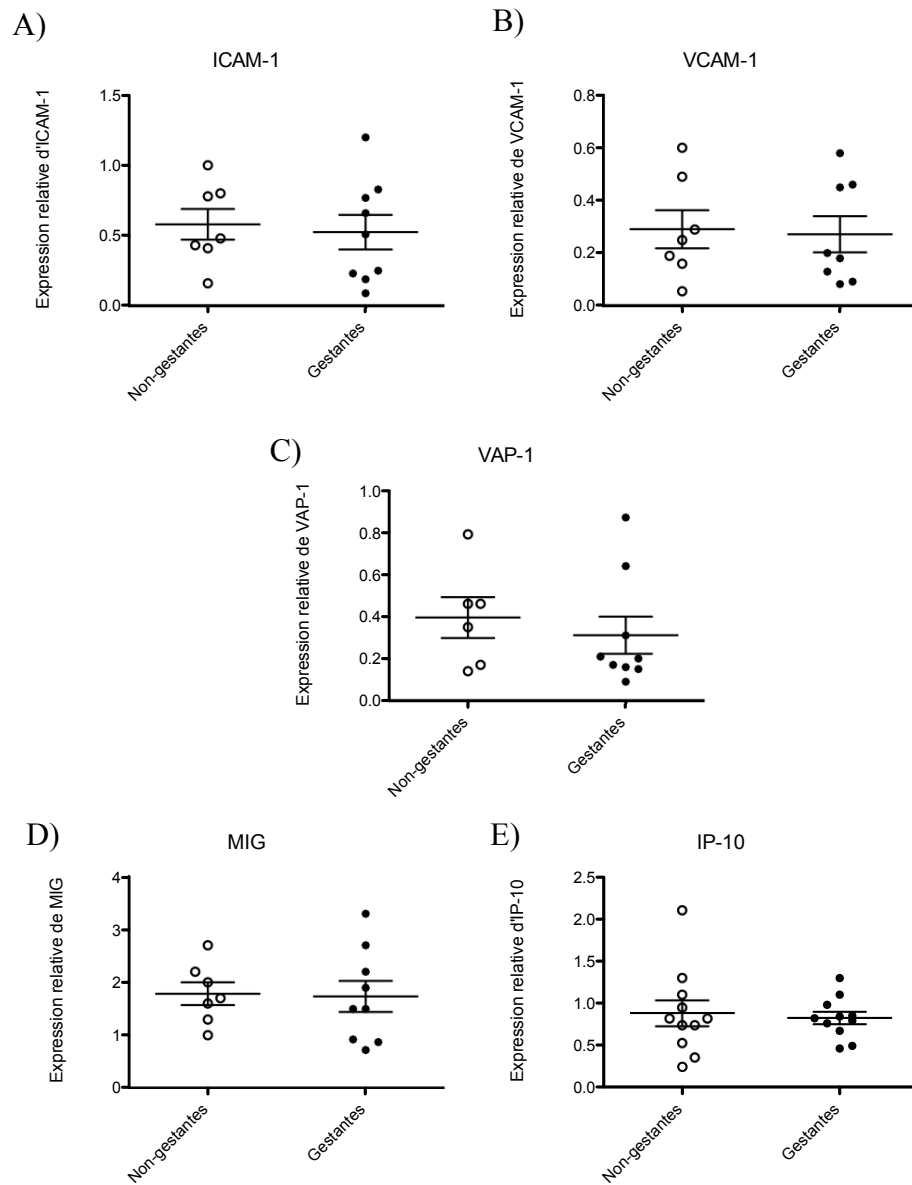 A)
ICAM-1
Expression relative d'ICAM-1
1.5
1.0
0.5
0.0
Non-gestantes
Gestantes
B)
VCAM-1
Expression relative de VCAM-1
0.8
0.6
0.4
0.2
0.0
Non-gestantes
Gestantes
C)
VAP-1
Expression relative de VAP-1
1.0
0.8
0.6
0.4
0.2
0.0
Non-gestantes
Gestantes
D)
MIG
Expression relative de MIG
4
3
2
1
0
Non-gestantes
Gestantes
E)
IP-10
Expression relative d'IP-10
2.5
2.0
1.5
1.0
0.5
0.0
Non-gestantes
Gestantes